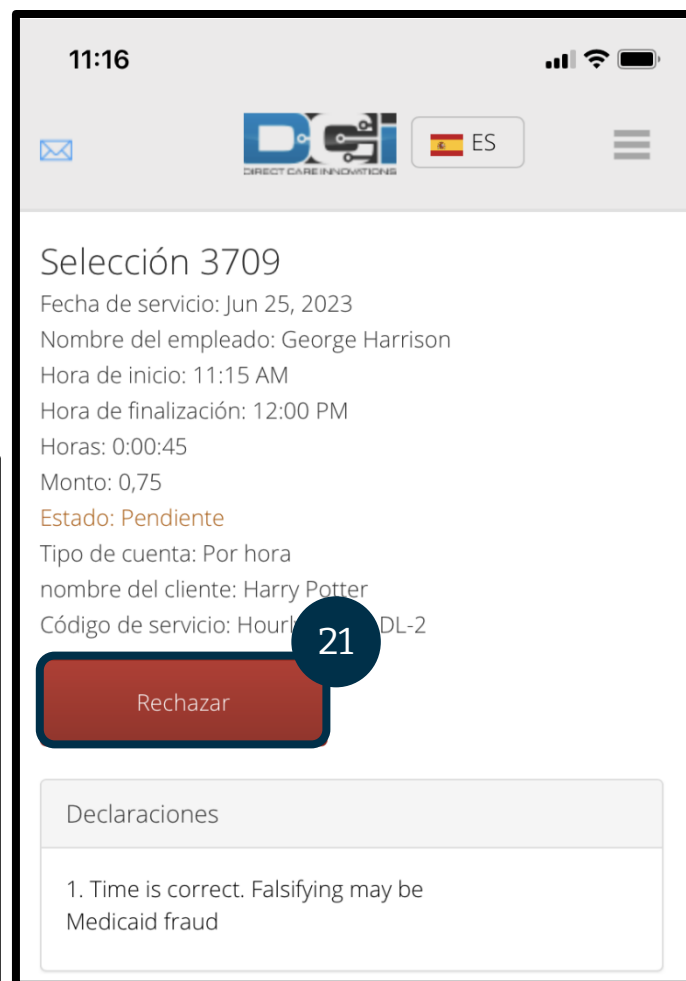 11:16
DCI
DIRECT CARE INNOVATIONS
ES
Selección 3709
Fecha de servicio: Jun 25, 2023
Nombre del empleado: George Harrison
Hora de inicio: 11:15 AM
Hora de finalización: 12:00 PM
Horas: 0:00:45
Monto: 0,75
Estado: Pendiente
Tipo de cuenta: Por hora
nombre del cliente: Harry Potter
Código de servicio: DL-2
21
Rechazar
Declaraciones
1. Time is correct. Falsifying may be
Medicaid fraud